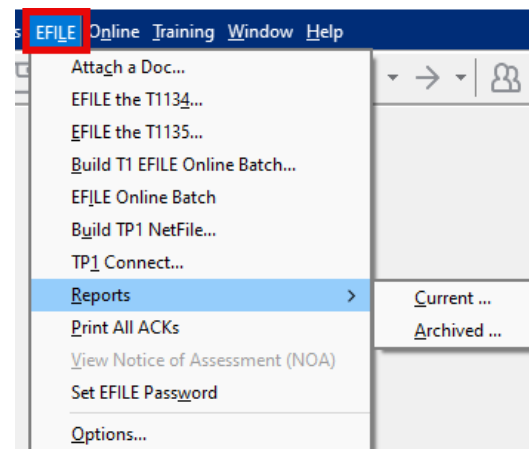 s EFILE Online Training Window Help
Attach a Doc...
EFILE the T1134...
EFILE the T1135...
Build T1 EFILE Online Batch...
EFILE Online Batch
Build TP1 NetFile...
TP1 Connect...
Reports
Current ...
Print All ACKs
Archived ...
View Notice of Assessment (NOA)
Set EFILE Password
Options...